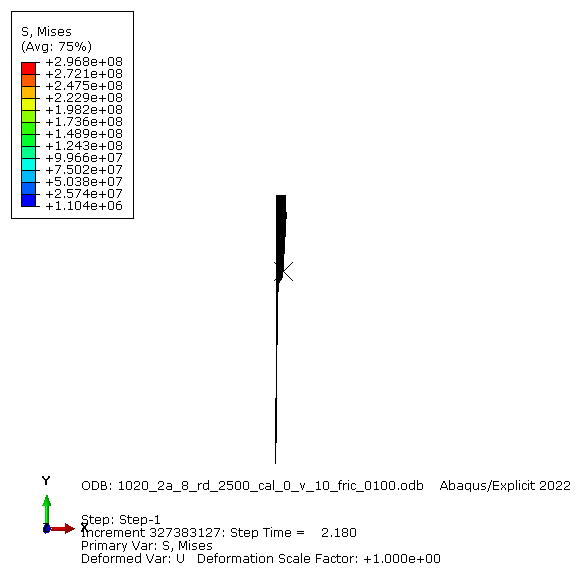 S, Mises
(Avg: 75%)
+2.968e+08
+2.721e+08
+2.475e+08
+2.229e+08
+1.982e+08
+1.736e+08
+1.489e+08
+1.243e+08
+9.966e+07
+7.502e+07
+5.038e+07
+2.574e+07
+1.104e+06
Y
X
ODB: 1020_2a_8_rd_2500_cal_0_v_10_fric_0100.odb Abaqus/Explicit 2022
Step: Step-1
Increment 327383127: Step Time = 2.180
Primary Var: S, Mises
Deformed Var: U Deformation Scale Factor: +1.000e+00